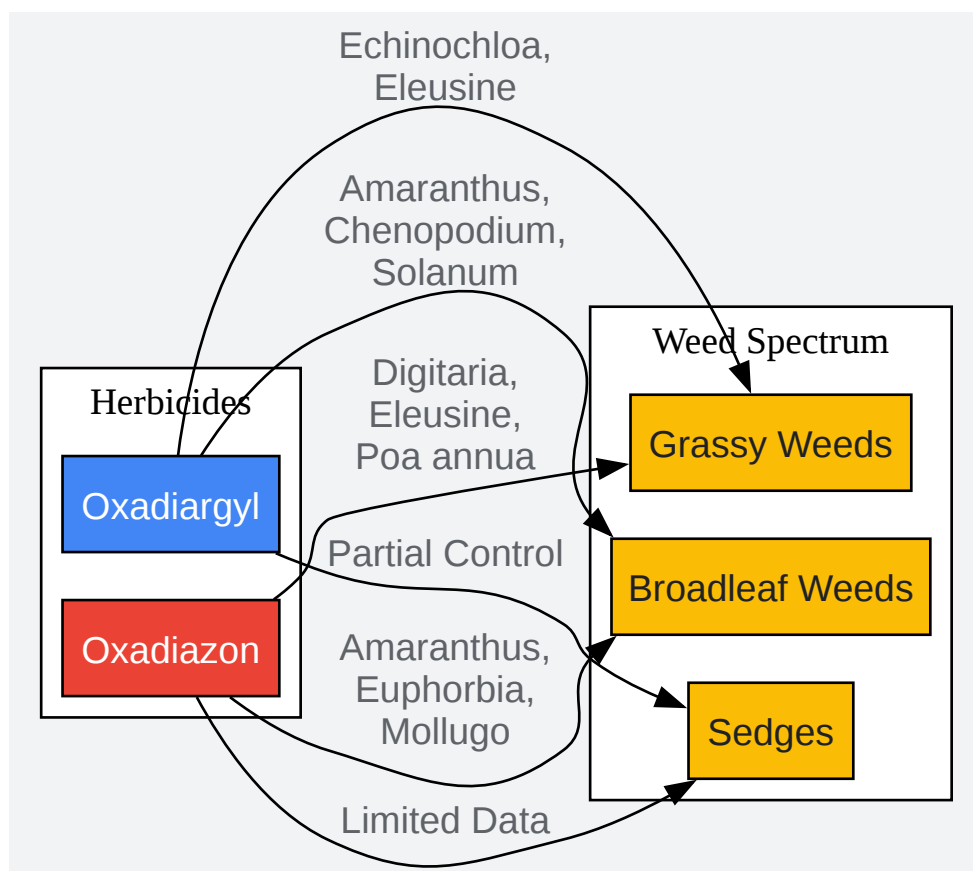 Echinochloa,
Eleusine
Amaranthus,
Chenopodium,
Solanum
Weed Spectrum
Digitaria,
Eleusine,
Poa annua
Herbicides
Grassy Weeds
Oxadiargyl
Partial Control
Broadleaf Weeds
Oxadiazon
Amaranthus,
Euphorbia,
Mollugo
Sedges
Limited Data